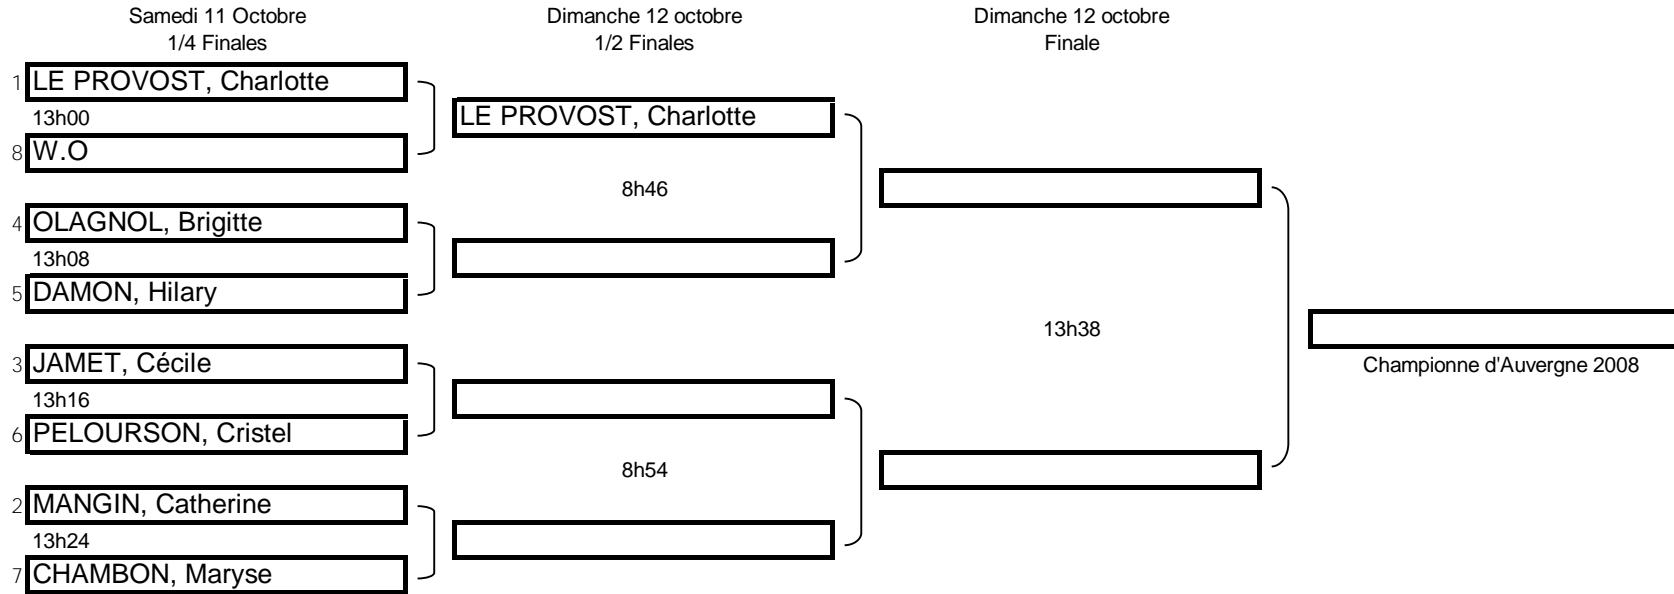 Samedi 11 Octobre
1/4 Finales
Dimanche 12 octobre
1/2 Finales
Dimanche 12 octobre
Finale
1 LE PROVOST, Charlotte
13h00
8 W.O
4 OLAGNOL, Brigitte
13h08
5 DAMON, Hilary
3 JAMET, Cécile
13h16
6 PELOURSON, Cristel
2 MANGIN, Catherine
13h24
7 CHAMBON, Maryse
LE PROVOST, Charlotte
8h46
8h54
13h38
Championne d'Auvergne 2008